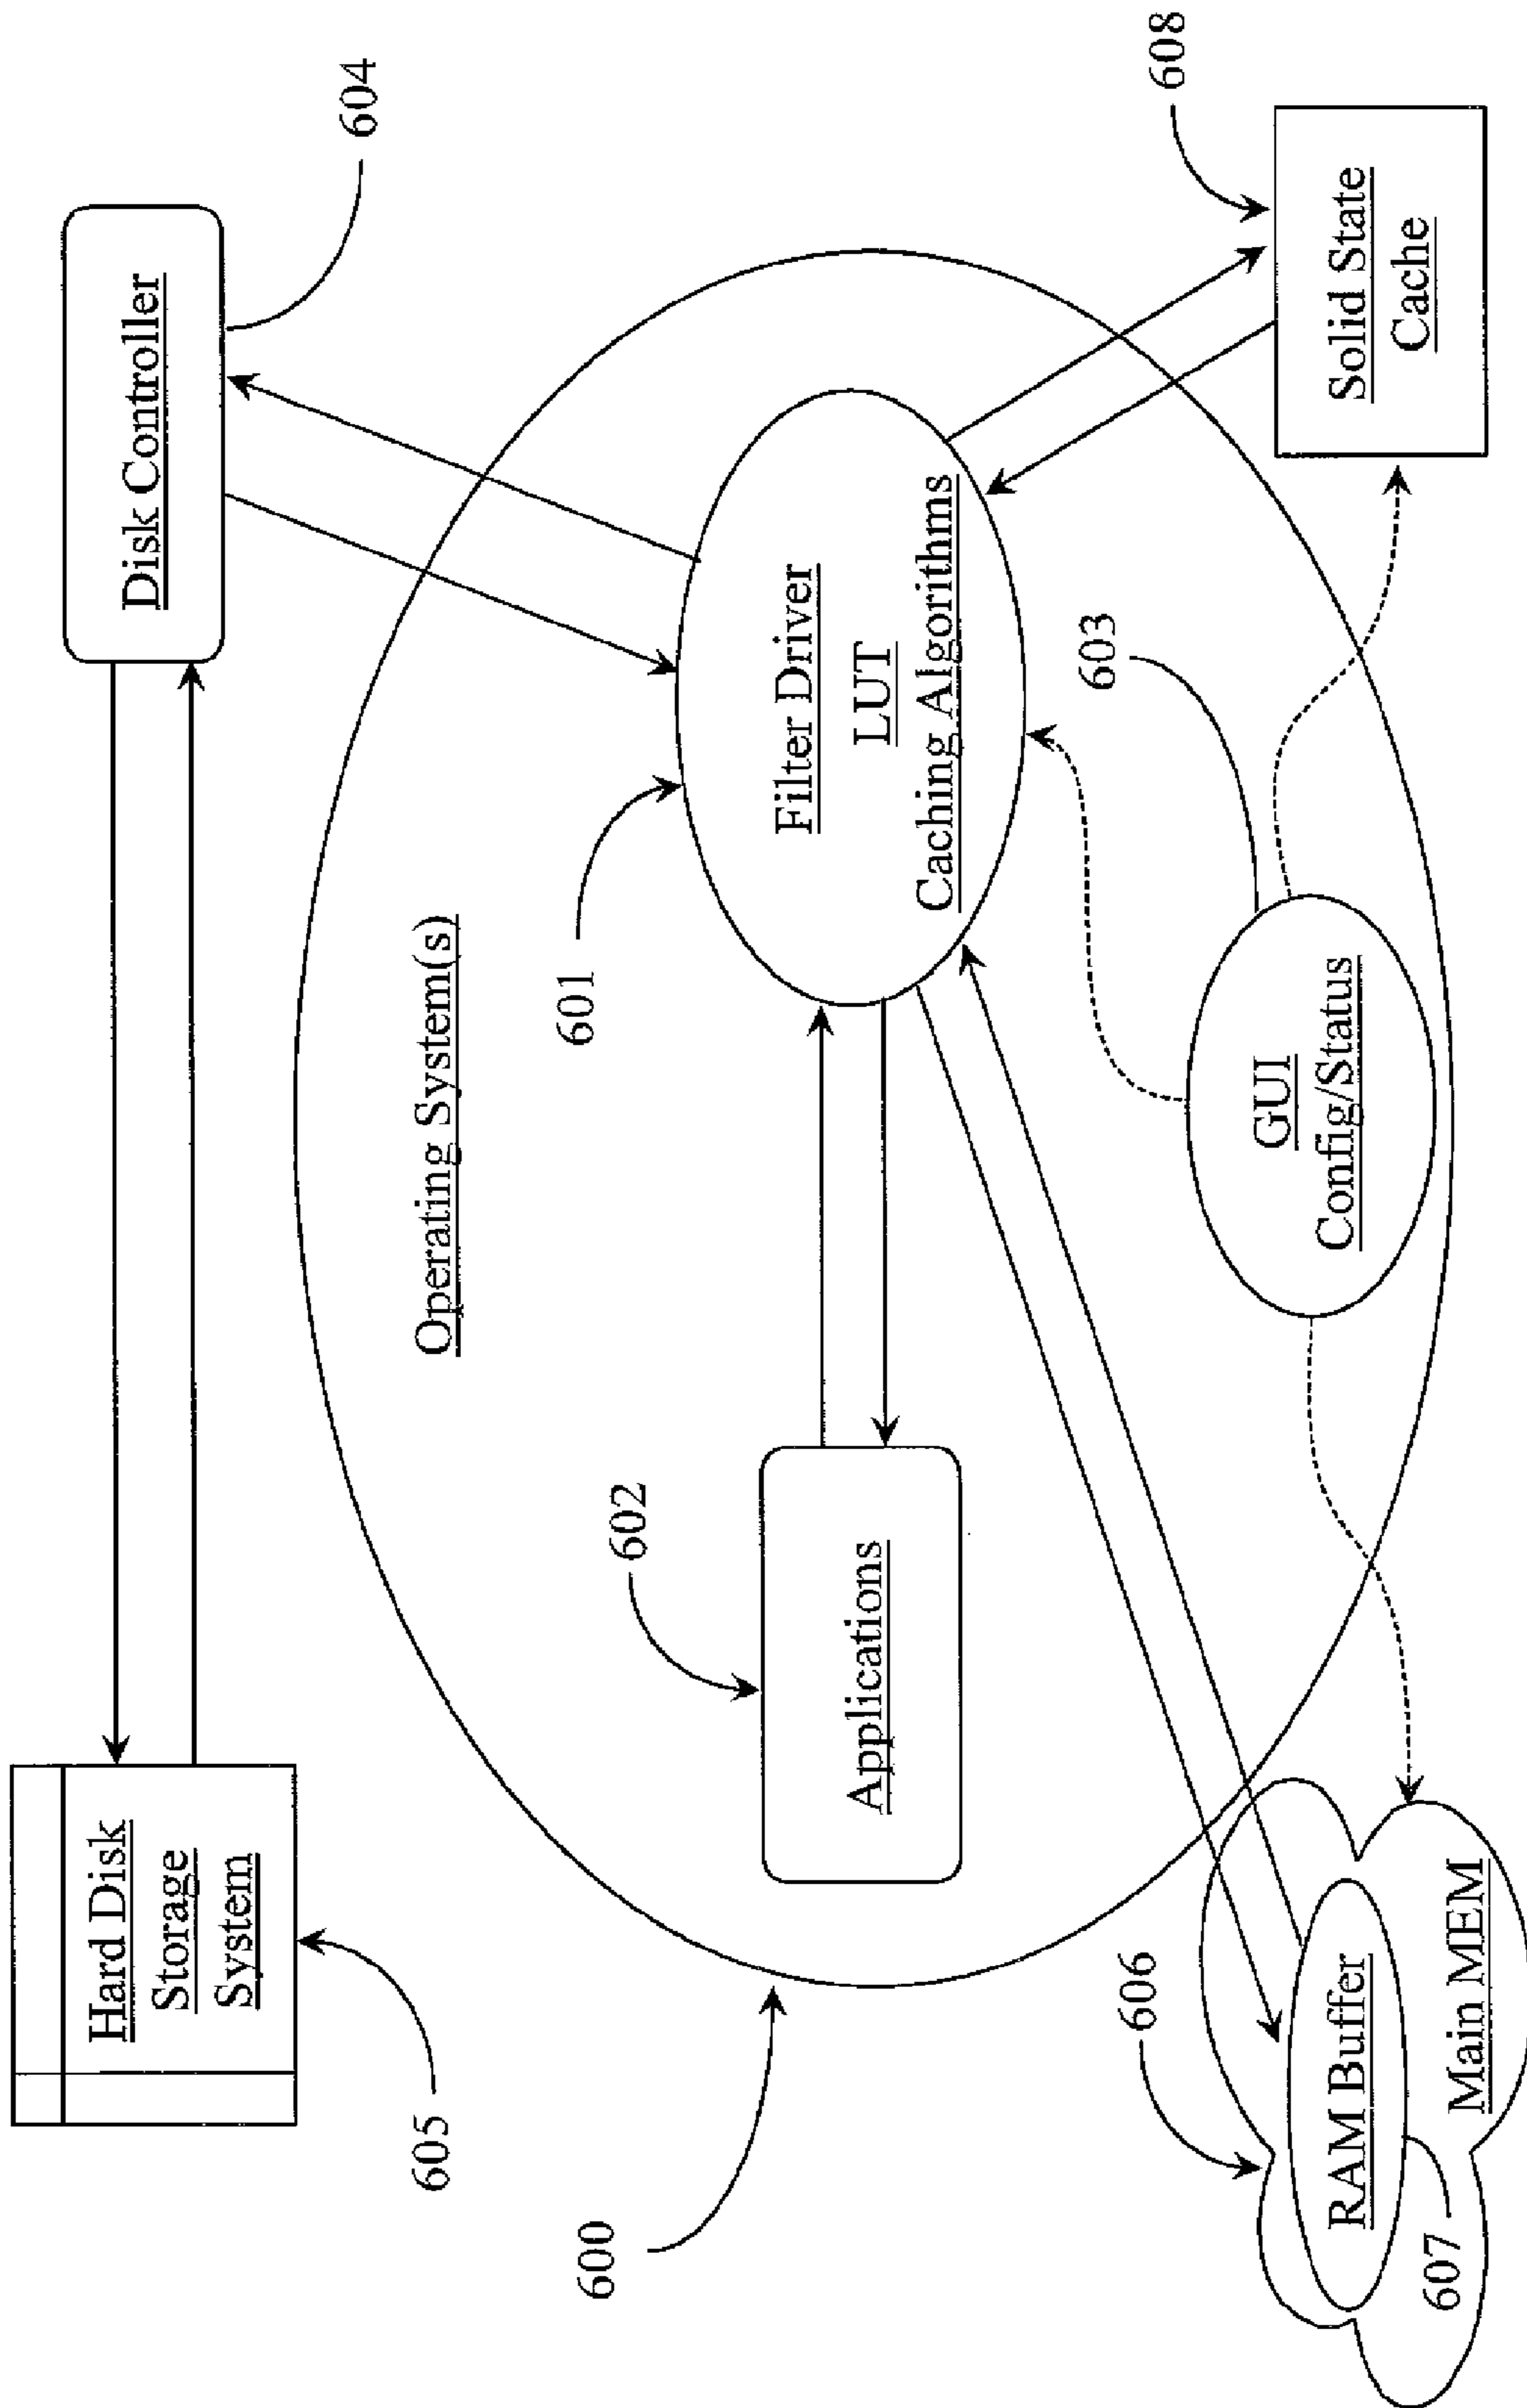 Hard Disk
Storage
System
605
Disk Controller
604
600
Operating System(s)
602
Applications
601
Filter Driver
LUT
Caching Algorithms
603
GUI
Config/Status
606
RAM Buffer
607
Main MEM
608
Solid State
Cache